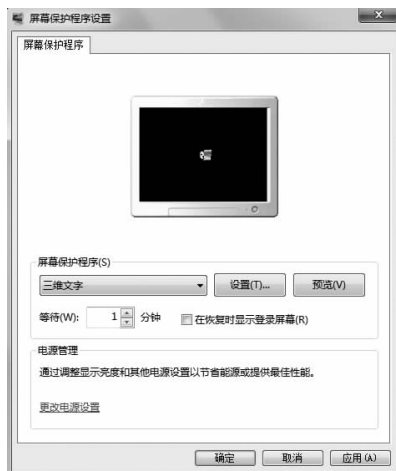 屏幕保护程序设置
屏幕保护程序
屏幕保护程序(S)
三维文字
设置(T)...
预览(V)
等待(W): 1 分钟 在恢复时显示登录屏幕(R)
电源管理
通过调整显示亮度和其他电源设置以节省能源或提供最佳性能。
更改电源设置
确定 取消 应用(A)